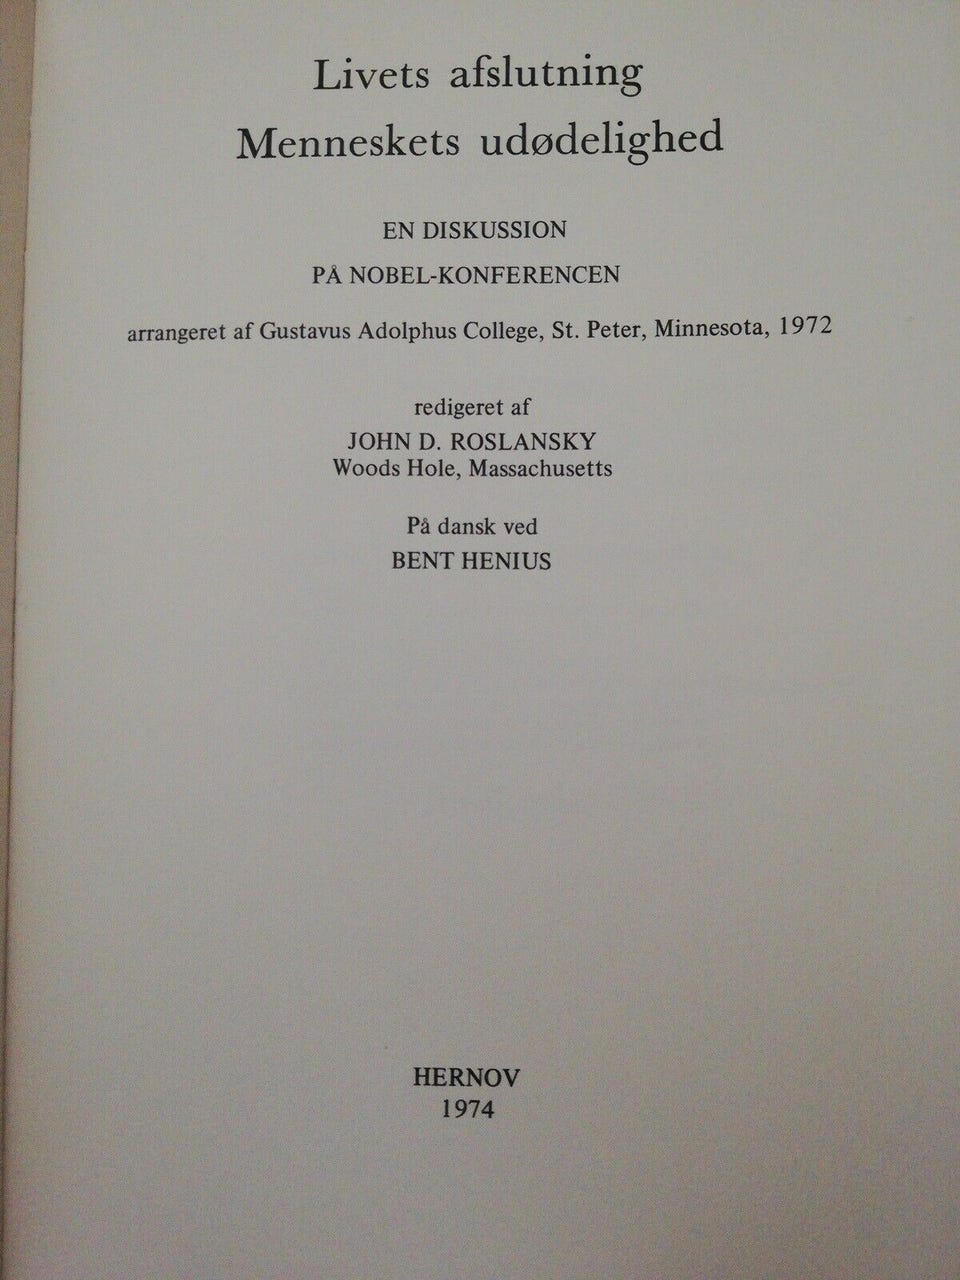 Livets afslutning
Menneskets udødelighed
EN DISKUSSION
PÅ NOBEL-KONFERENCEN
arrangeret af Gustavus Adolphus College, St. Peter, Minnesota, 1972
redigeret af
JOHN D. ROSLANSKY
Woods Hole, Massachusetts
På dansk ved
BENT HENIUS
HERNOV
1974